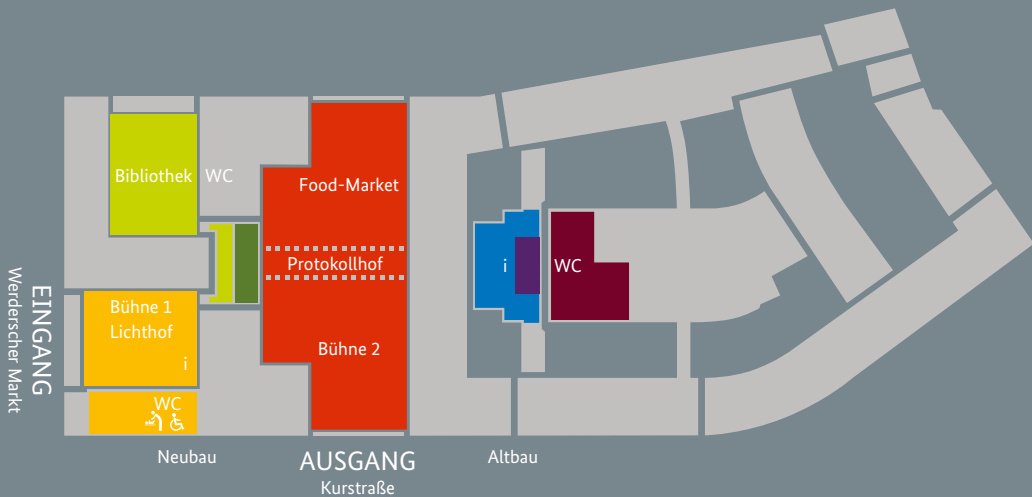 Bibliothek
WC
Food-Market
Protokollhof
i
WC
EINGANG
Werderscher Markt
Bühne 1
Lichthof
i
Bühne 2
WC
Neubau
AUSGANG
Kurstraße
Altbau